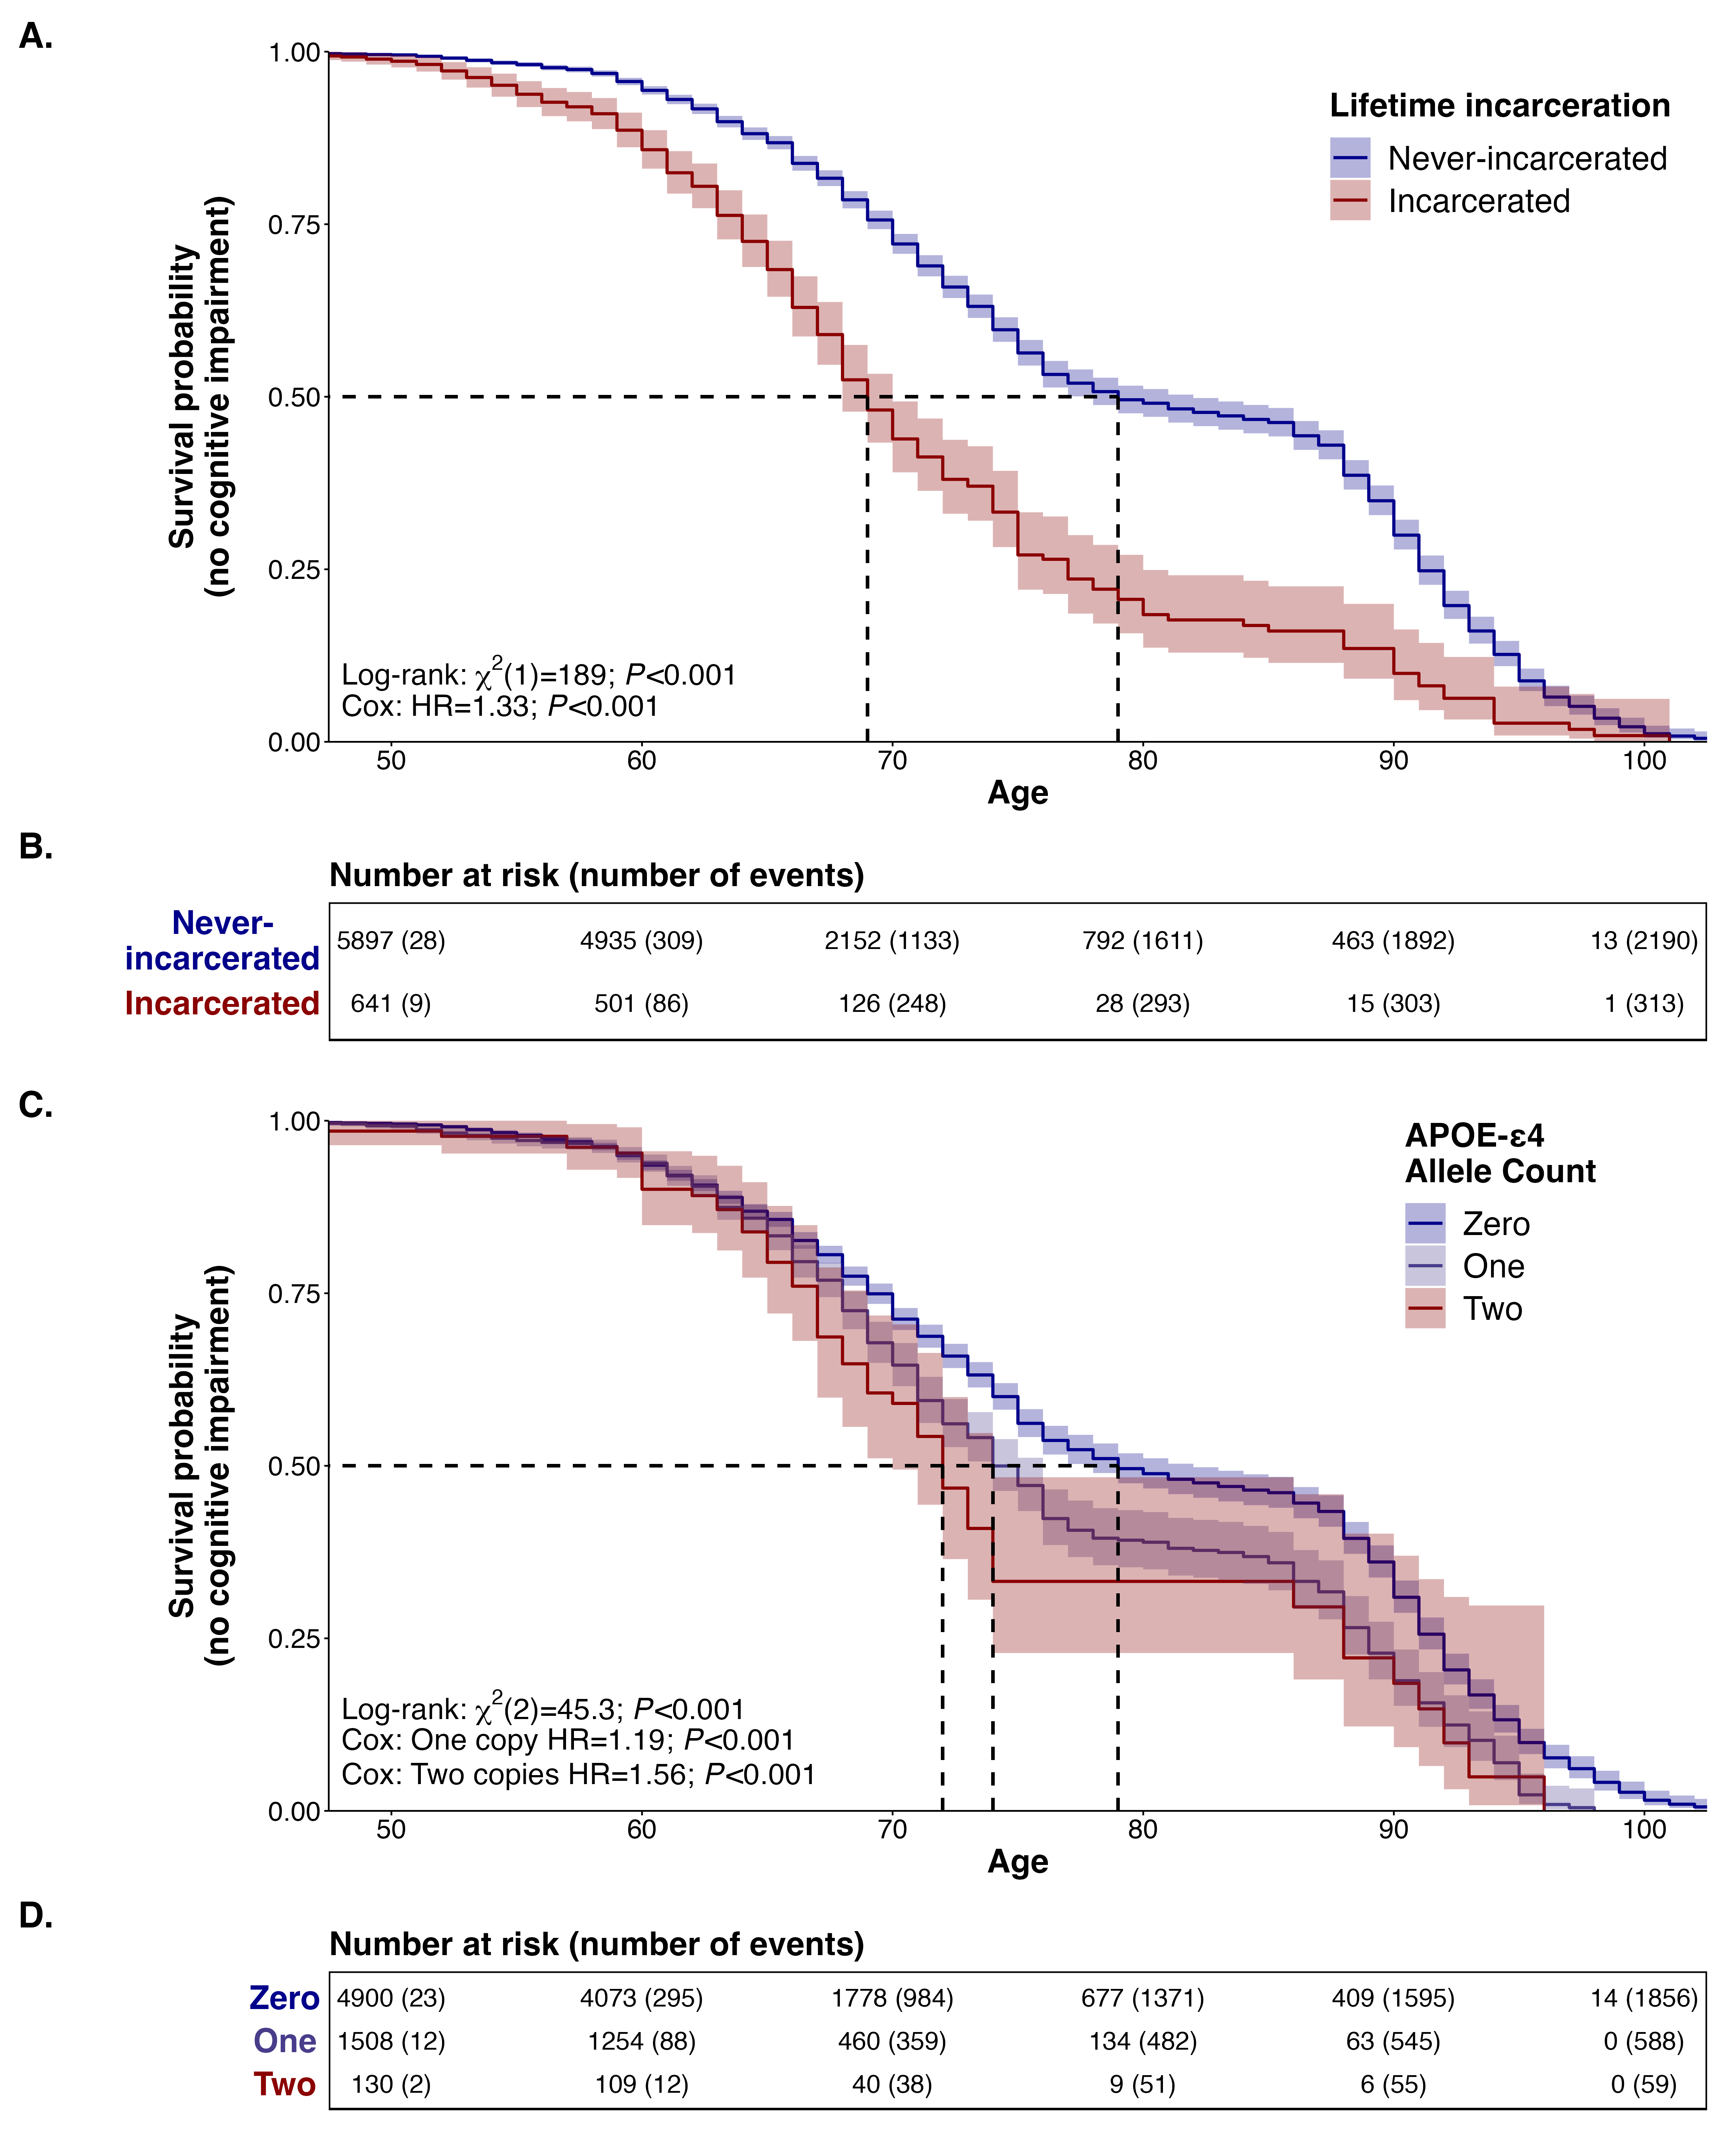 A.
1.00
0.75
0.50
0.25
0.00
Survival probability
(no cognitive impairment)
Lifetime incarceration
Never-incarcerated
Incarcerated
Log-rank: χ²(1)=189; P<0.001
Cox: HR=1.33; P<0.001
50 60 70 80 90 100
Age
B.
Number at risk (number of events)
Never-
incarcerated
5897 (28) 4935 (309) 2152 (1133) 792 (1611) 463 (1892) 13 (2190)
Incarcerated 641 (9) 501 (86) 126 (248) 28 (293) 15 (303) 1 (313)
C.
1.00
0.75
0.50
0.25
0.00
Survival probability
(no cognitive impairment)
APOE-ε4
Allele Count
Zero
One
Two
Log-rank: χ²(2)=45.3; P<0.001
Cox: One copy HR=1.19; P<0.001
Cox: Two copies HR=1.56; P<0.001
50 60 70 80 90 100
Age
D.
Number at risk (number of events)
Zero 4900 (23) 4073 (295) 1778 (984) 677 (1371) 409 (1595) 14 (1856)
One 1508 (12) 1254 (88) 460 (359) 134 (482) 63 (545) 0 (588)
Two 130 (2) 109 (12) 40 (38) 9 (51) 6 (55) 0 (59)